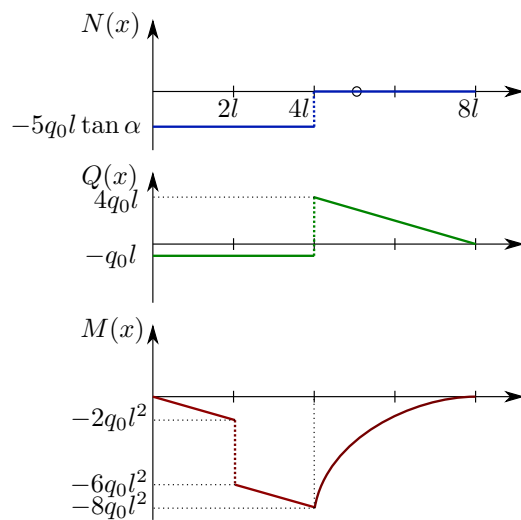 N(x)
2l 4l 8l
−5q₀l tan α
Q(x)
4q₀l
−q₀l
M(x)
−2q₀l²
−6q₀l²
−8q₀l²